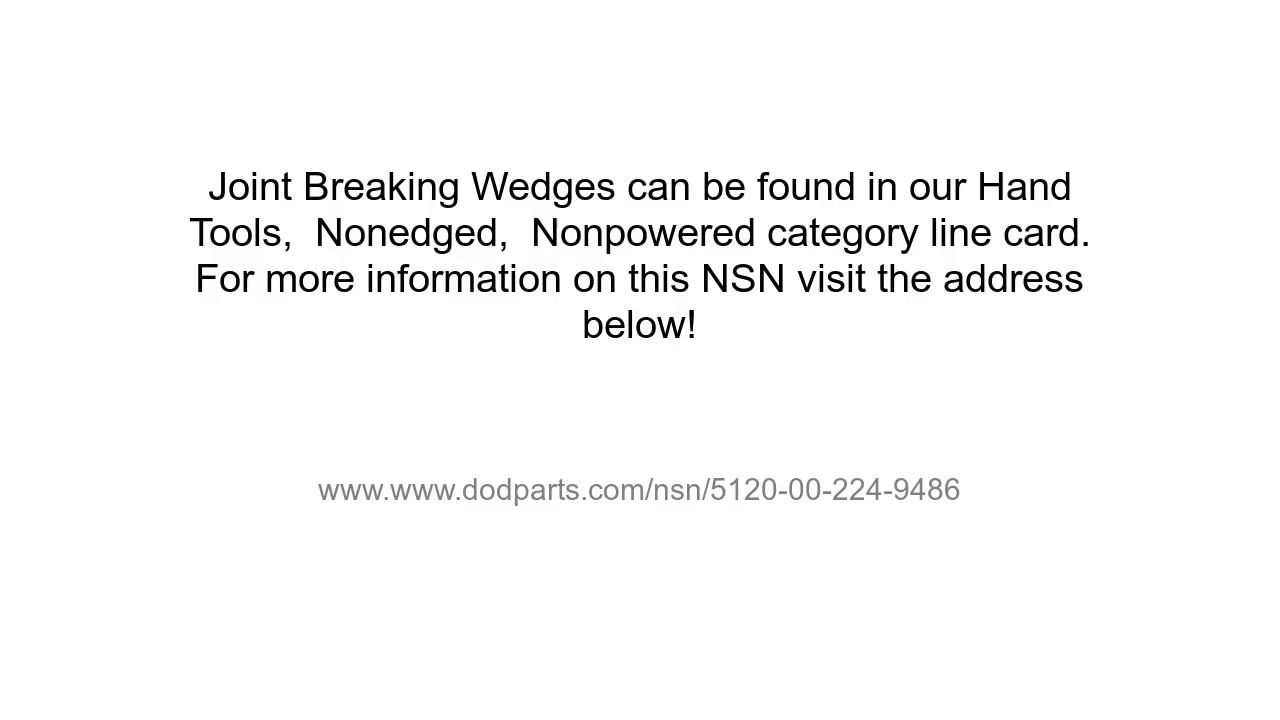 Joint Breaking Wedges can be found in our Hand
Tools,  Nonedged,  Nonpowered category line card.
For more information on this NSN visit the address
below!
www.www.dodparts.com/nsn/5120-00-224-9486